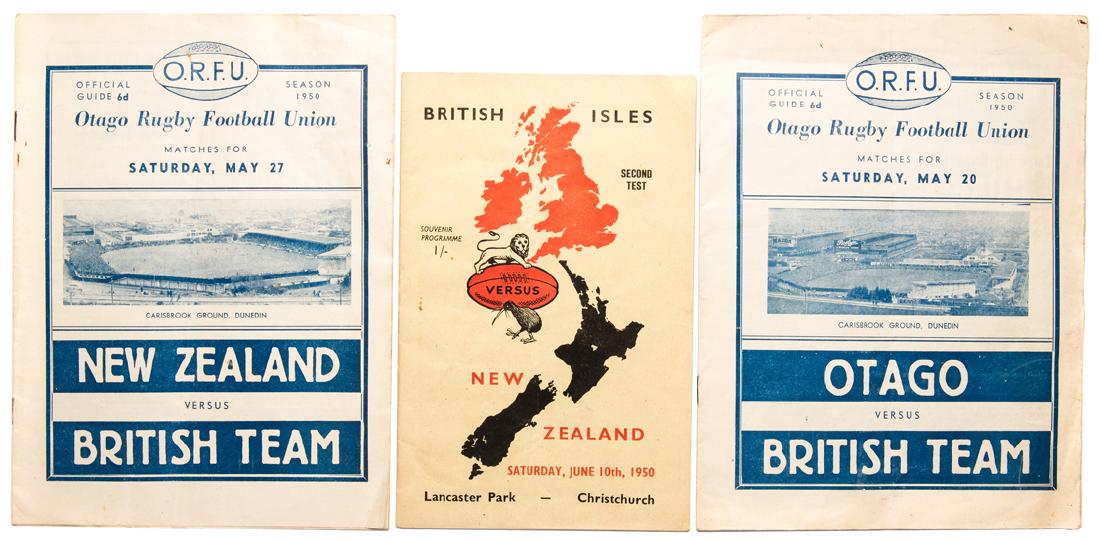 O.R.F.U.
OFFICIAL GUIDE 6d
SEASON 1950
Otago Rugby Football Union
MATCHES FOR
SATURDAY, MAY 27
CARISBROOK GROUND, DUNEDIN
NEW ZEALAND
VERSUS
BRITISH TEAM
BRITISH ISLES
SECOND
TEST
SOUVENIR
PROGRAMME
1/-
VERSUS
NEW
ZEALAND
SATURDAY, JUNE 10th, 1950
Lancaster Park — Christchurch
O.R.F.U.
OFFICIAL GUIDE 6d
SEASON 1950
Otago Rugby Football Union
MATCHES FOR
SATURDAY, MAY 20
CARISBROOK GROUND, DUNEDIN
OTAGO
VERSUS
BRITISH TEAM